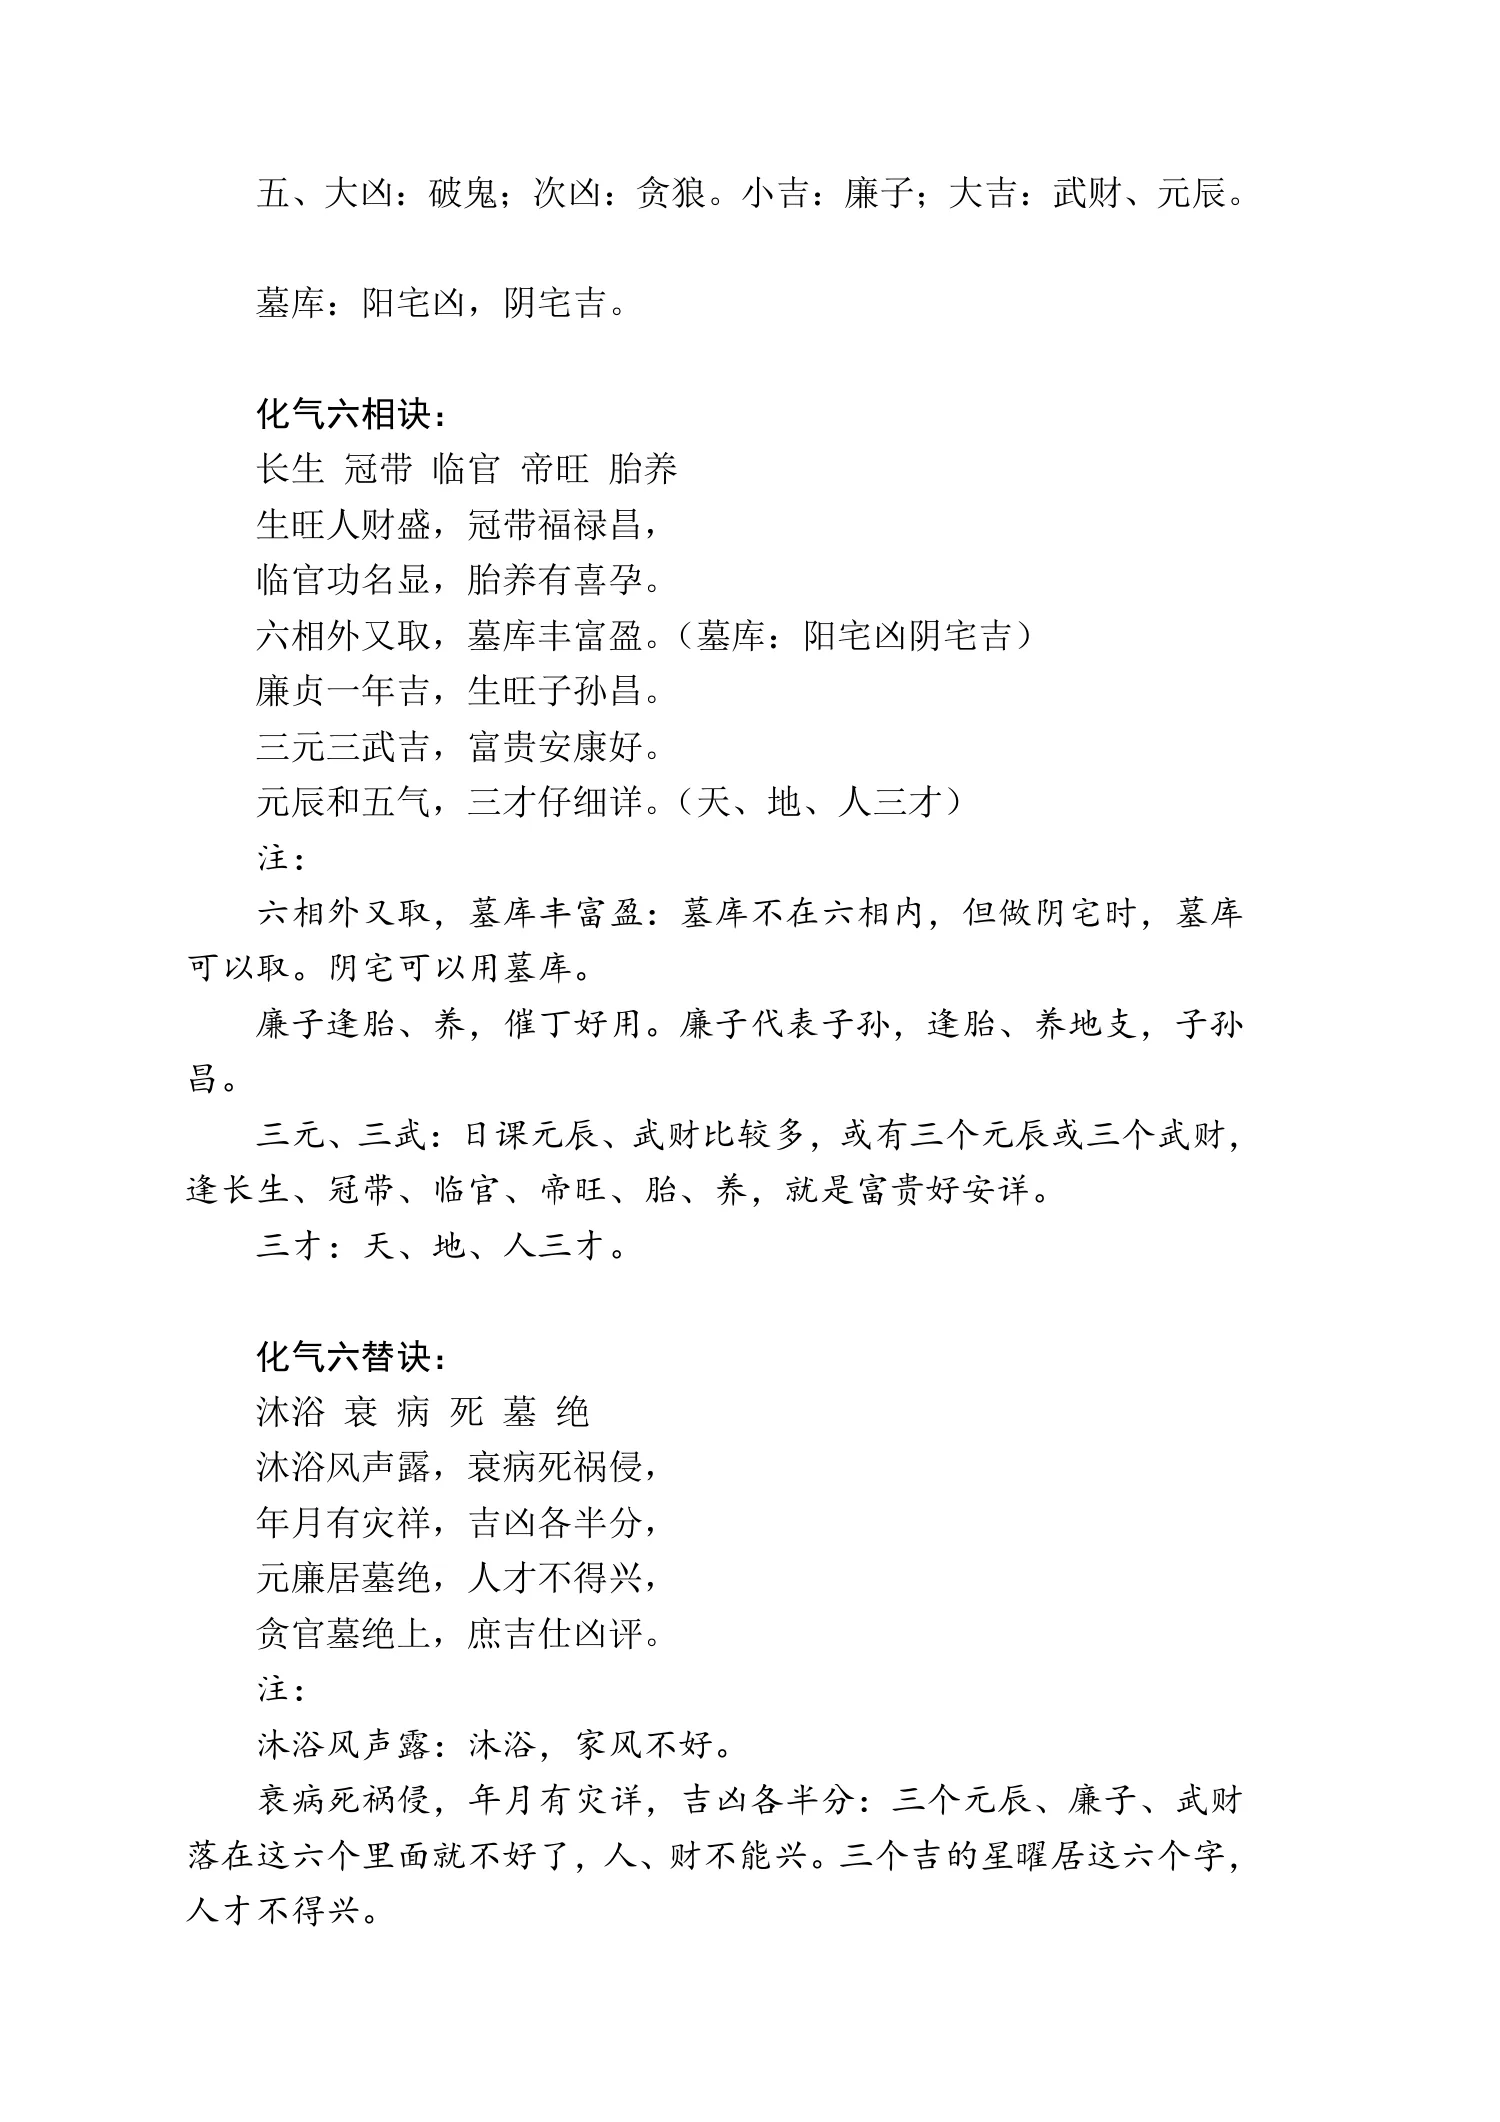 五、大凶：破鬼；次凶：贪狼。小吉：廉子；大吉：武财、元辰。
墓库：阳宅凶，阴宅吉。
化气六相诀：
长生 冠带 临官 帝旺 胎养
生旺人财盛，冠带福禄昌，
临官功名显，胎养有喜孕。
六相外又取，墓库丰富盈。（墓库：阳宅凶阴宅吉）
廉贞一年吉，生旺子孙昌。
三元三武吉，富贵安康好。
元辰和五气，三才仔细详。（天、地、人三才）
注：
六相外又取，墓库丰富盈：墓库不在六相内，但做阴宅时，墓库
可以取。阴宅可以用墓库。
廉子逢胎、养，催丁好用。廉子代表子孙，逢胎、养地支，子孙
昌。
三元、三武：日课元辰、武财比较多，或有三个元辰或三个武财，
逢长生、冠带、临官、帝旺、胎、养，就是富贵好安详。
三才：天、地、人三才。
化气六替诀：
沐浴 衰 病 死 墓 绝
沐浴风声露，衰病死祸侵，
年月有灾祥，吉凶各半分，
元廉居墓绝，人才不得兴，
贪官墓绝上，庶吉仕凶评。
注：
沐浴风声露：沐浴，家风不好。
衰病死祸侵，年月有灾详，吉凶各半分：三个元辰、廉子、武财
落在这六个里面就不好了，人、财不能兴。三个吉的星曜居这六个字，
人才不得兴。